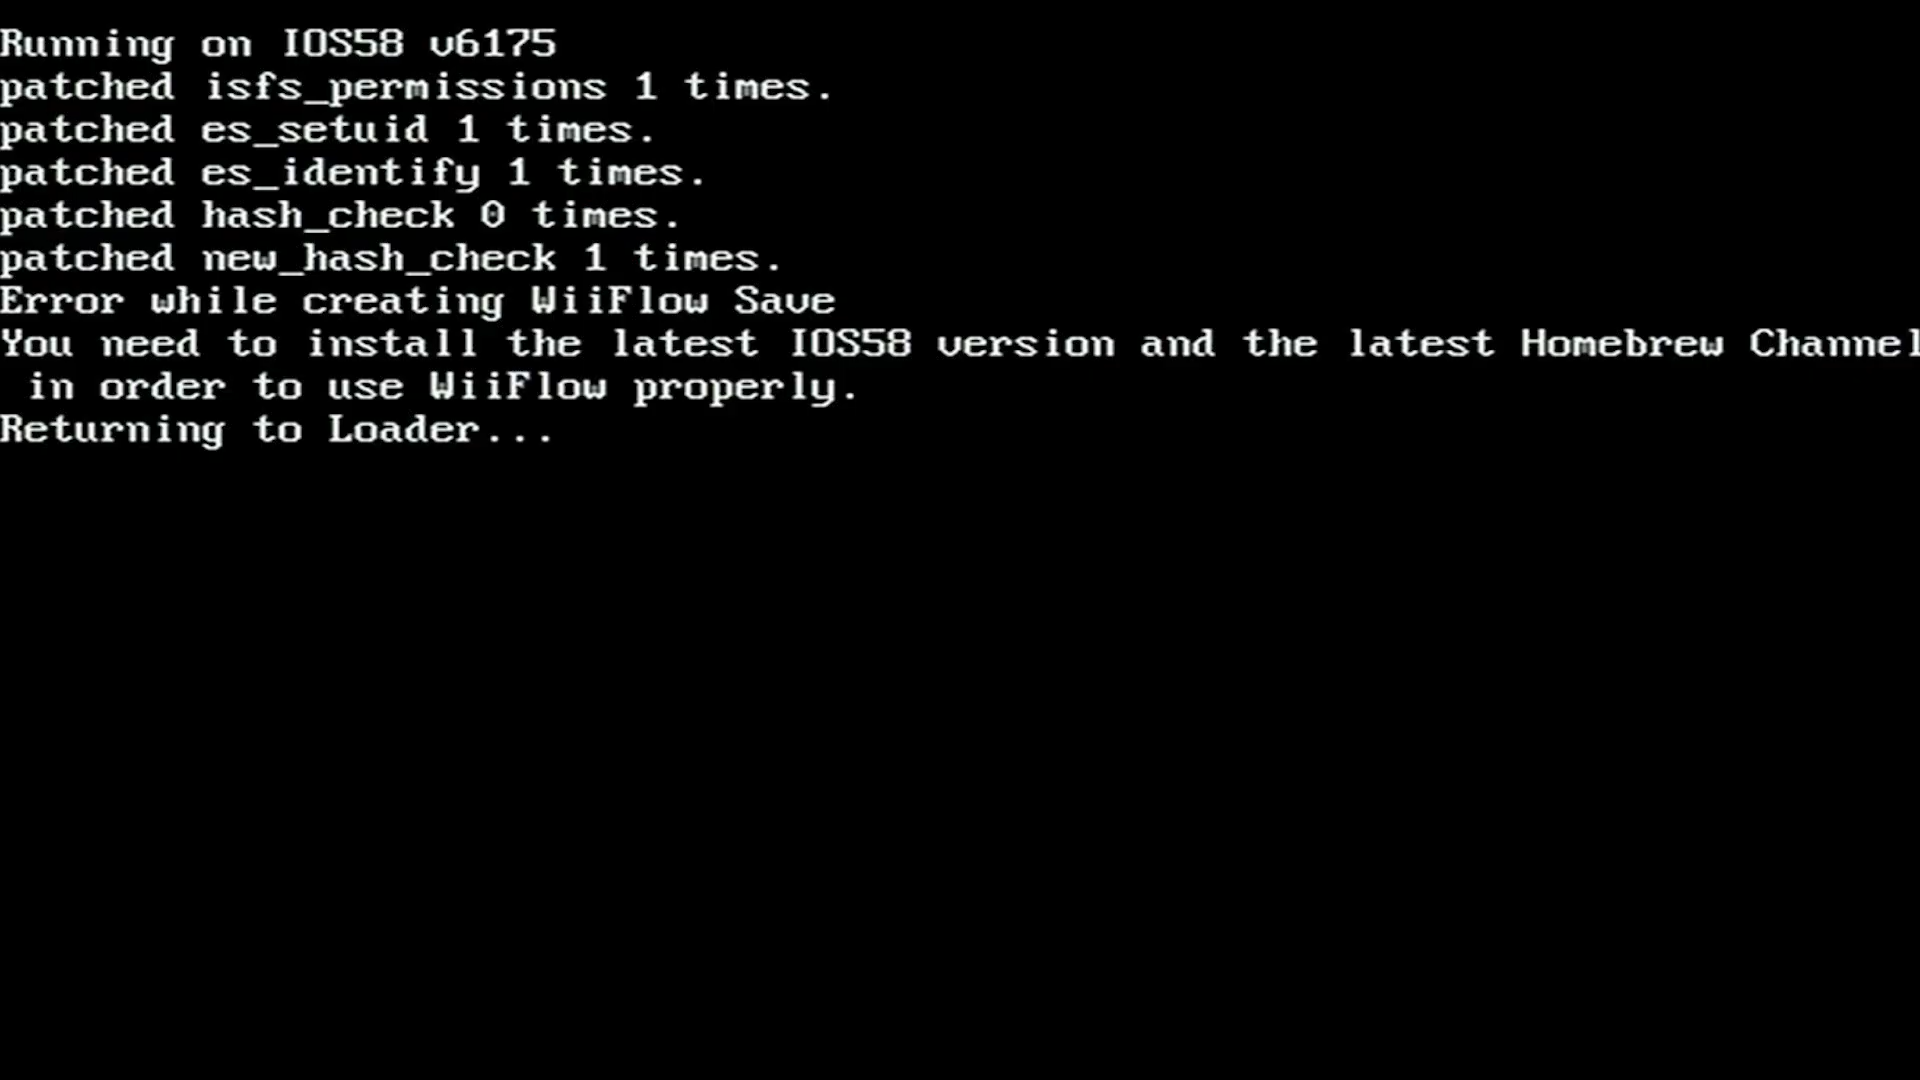 Running on IOS58 v6175
patched isfs_permissions 1 times.
patched es_setuid 1 times.
patched es_identify 1 times.
patched hash_check 0 times.
patched new_hash_check 1 times.
Error while creating WiiFlow Save
You need to install the latest IOS58 version and the latest Homebrew Channel
in order to use WiiFlow properly.
Returning to Loader...